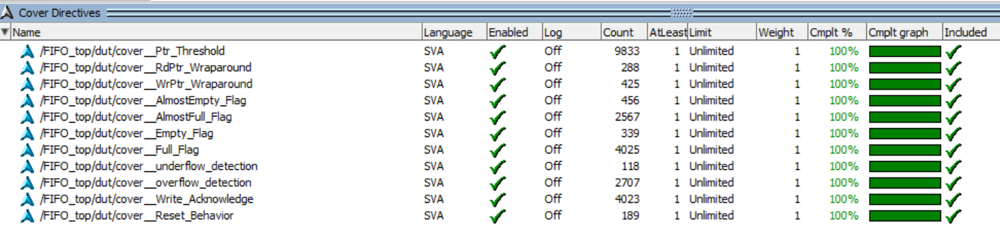 Cover Directives
Name Language Enabled Log Count AtLeast Limit Weight Cmplt % Cmplt graph Included
/FIFO_top/dut/cover__Ptr_Threshold SVA Off 9833 1 Unlimited 1 100%
/FIFO_top/dut/cover__RdPtr_Wraparound SVA Off 288 1 Unlimited 1 100%
/FIFO_top/dut/cover__WrPtr_Wraparound SVA Off 425 1 Unlimited 1 100%
/FIFO_top/dut/cover__AlmostEmpty_Flag SVA Off 456 1 Unlimited 1 100%
/FIFO_top/dut/cover__AlmostFull_Flag SVA Off 2567 1 Unlimited 1 100%
/FIFO_top/dut/cover__Empty_Flag SVA Off 339 1 Unlimited 1 100%
/FIFO_top/dut/cover__Full_Flag SVA Off 4025 1 Unlimited 1 100%
/FIFO_top/dut/cover__underflow_detection SVA Off 118 1 Unlimited 1 100%
/FIFO_top/dut/cover__overflow_detection SVA Off 2707 1 Unlimited 1 100%
/FIFO_top/dut/cover__Write_Acknowledge SVA Off 4023 1 Unlimited 1 100%
/FIFO_top/dut/cover__Reset_Behavior SVA Off 189 1 Unlimited 1 100%